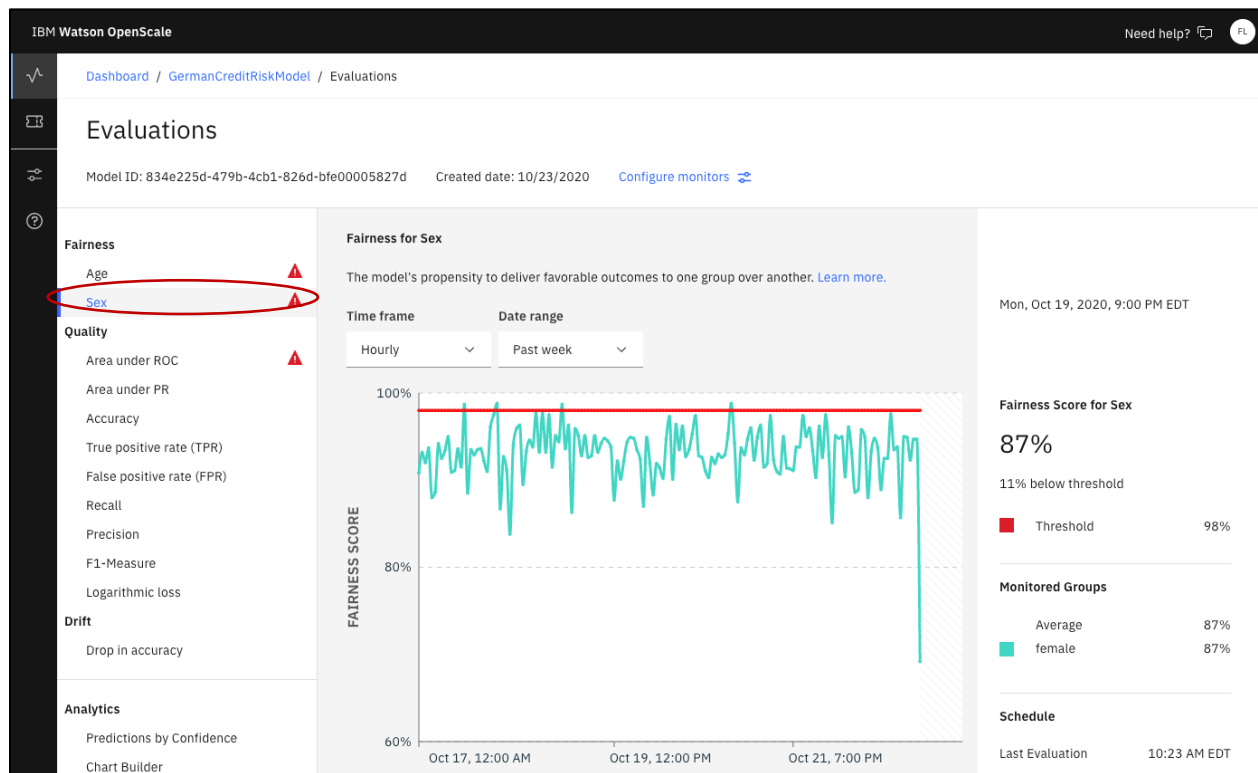 IBM Watson OpenScale
Need help?
FL
Dashboard / GermanCreditRiskModel / Evaluations
Evaluations
Model ID: 834e225d-479b-4cb1-826d-bfe00005827d
Created date: 10/23/2020
Configure monitors
Fairness
Age
Sex
Quality
Area under ROC
Area under PR
Accuracy
True positive rate (TPR)
False positive rate (FPR)
Recall
Precision
F1-Measure
Logarithmic loss
Drift
Drop in accuracy
Analytics
Predictions by Confidence
Chart Builder
Fairness for Sex
The model's propensity to deliver favorable outcomes to one group over another. Learn more.
Time frame
Date range
Hourly
Past week
100%
80%
60%
FAIRNESS SCORE
Oct 17, 12:00 AM
Oct 19, 12:00 PM
Oct 21, 7:00 PM
Mon, Oct 19, 2020, 9:00 PM EDT
Fairness Score for Sex
87%
11% below threshold
Threshold 98%
Monitored Groups
Average 87%
female 87%
Schedule
Last Evaluation 10:23 AM EDT